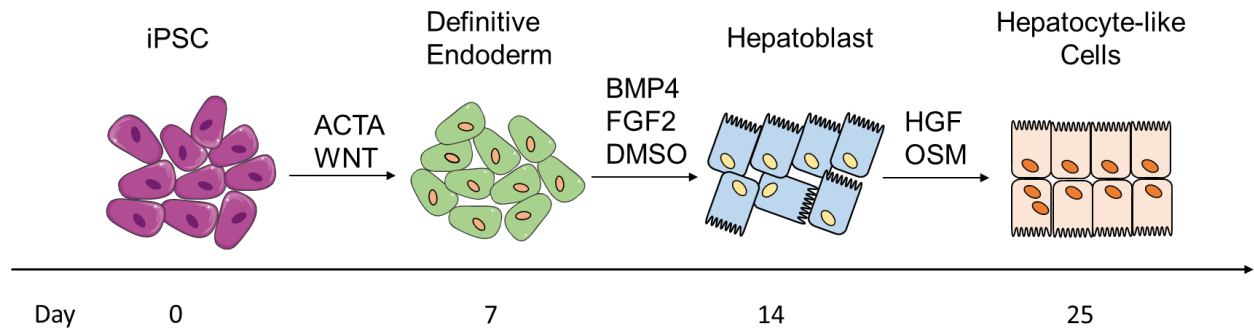 iPSC
Definitive
Endoderm
Hepatoblast
Hepatocyte-like
Cells
ACTA
WNT
BMP4
FGF2
DMSO
HGF
OSM
Day 0 7 14 25